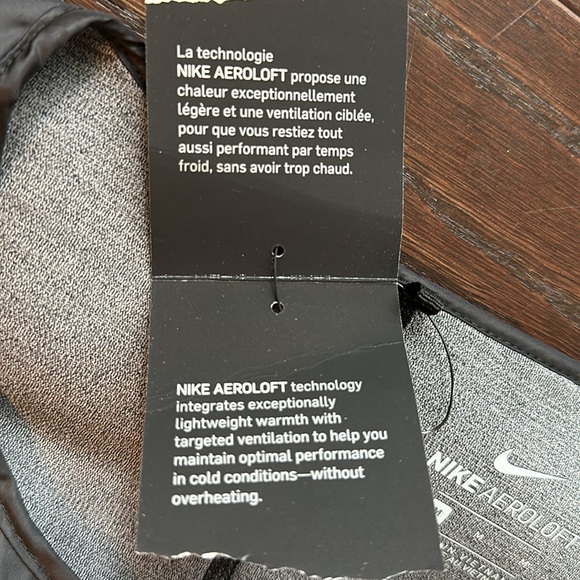 La technologie
NIKE AEROLOFT propose une
chaleur exceptionnellement
légère et une ventilation ciblée,
pour que vous restiez tout
aussi performant par temps
froid, sans avoir trop chaud.
NIKE AEROLOFT technology
integrates exceptionally
lightweight warmth with
targeted ventilation to help you
maintain optimal performance
in cold conditions—without
overheating.
NIKE AEROLOFT
M M M